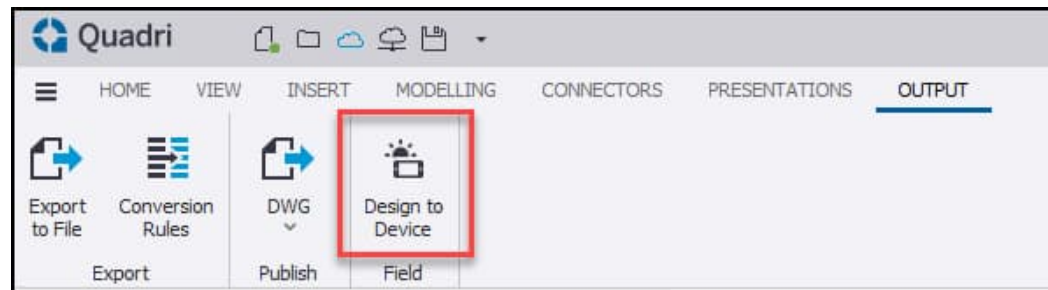 Quadri
HOME VIEW INSERT MODELLING CONNECTORS PRESENTATIONS OUTPUT
Export Conversion DWG Design to
to File Rules Device
Export Publish Field